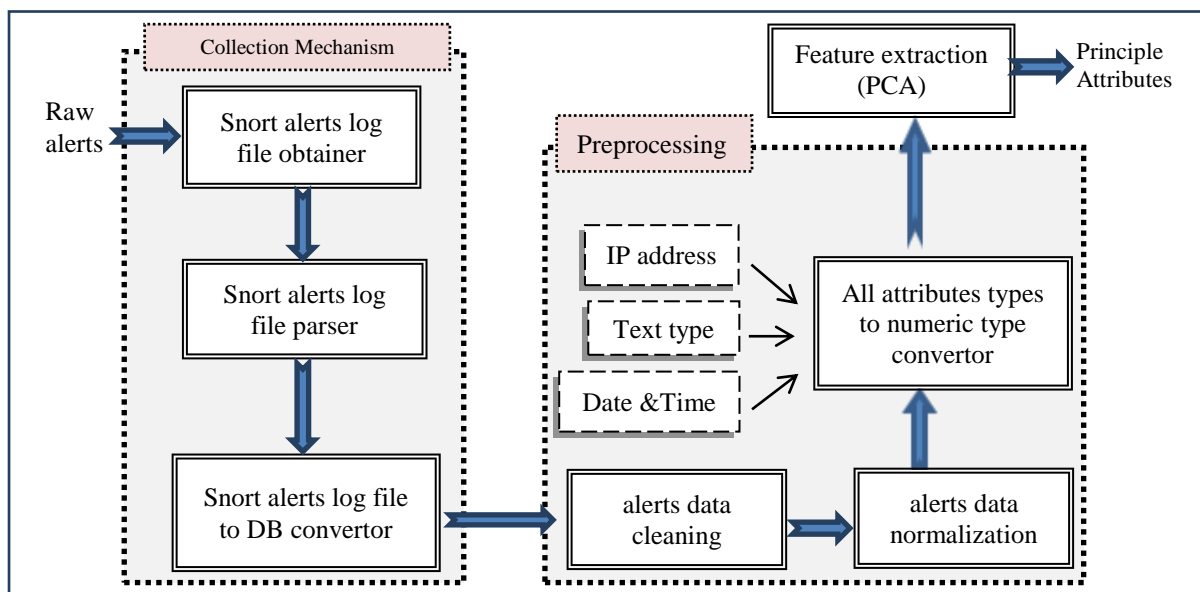 Collection Mechanism
Raw
alerts
Snort alerts log
file obtainer
Snort alerts log
file parser
Snort alerts log file
to DB convertor
Preprocessing
alerts data
cleaning
alerts data
normalization
IP address
Text type
Date &Time
All attributes types
to numeric type
convertor
Feature extraction
(PCA)
Principle
Attributes